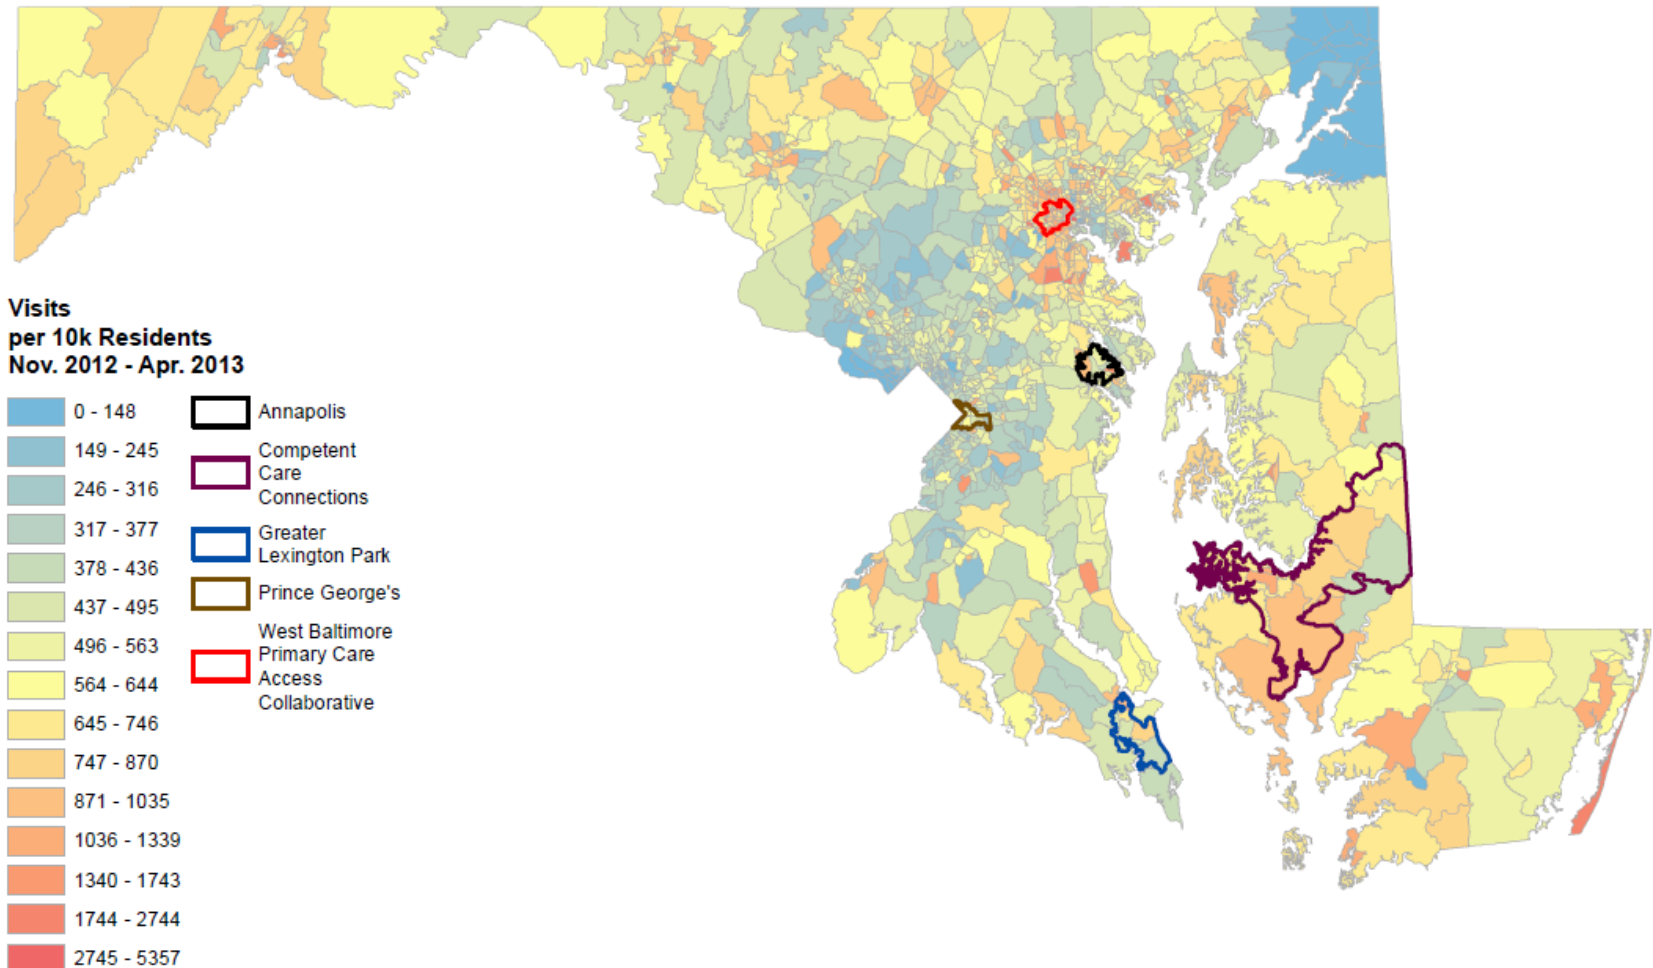 Visits
per 10k Residents
Nov. 2012 - Apr. 2013
0 - 148
149 - 245
246 - 316
317 - 377
378 - 436
437 - 495
496 - 563
564 - 644
645 - 746
747 - 870
871 - 1035
1036 - 1339
1340 - 1743
1744 - 2744
2745 - 5357
Annapolis
Competent
Care
Connections
Greater
Lexington Park
Prince George's
West Baltimore
Primary Care
Access
Collaborative